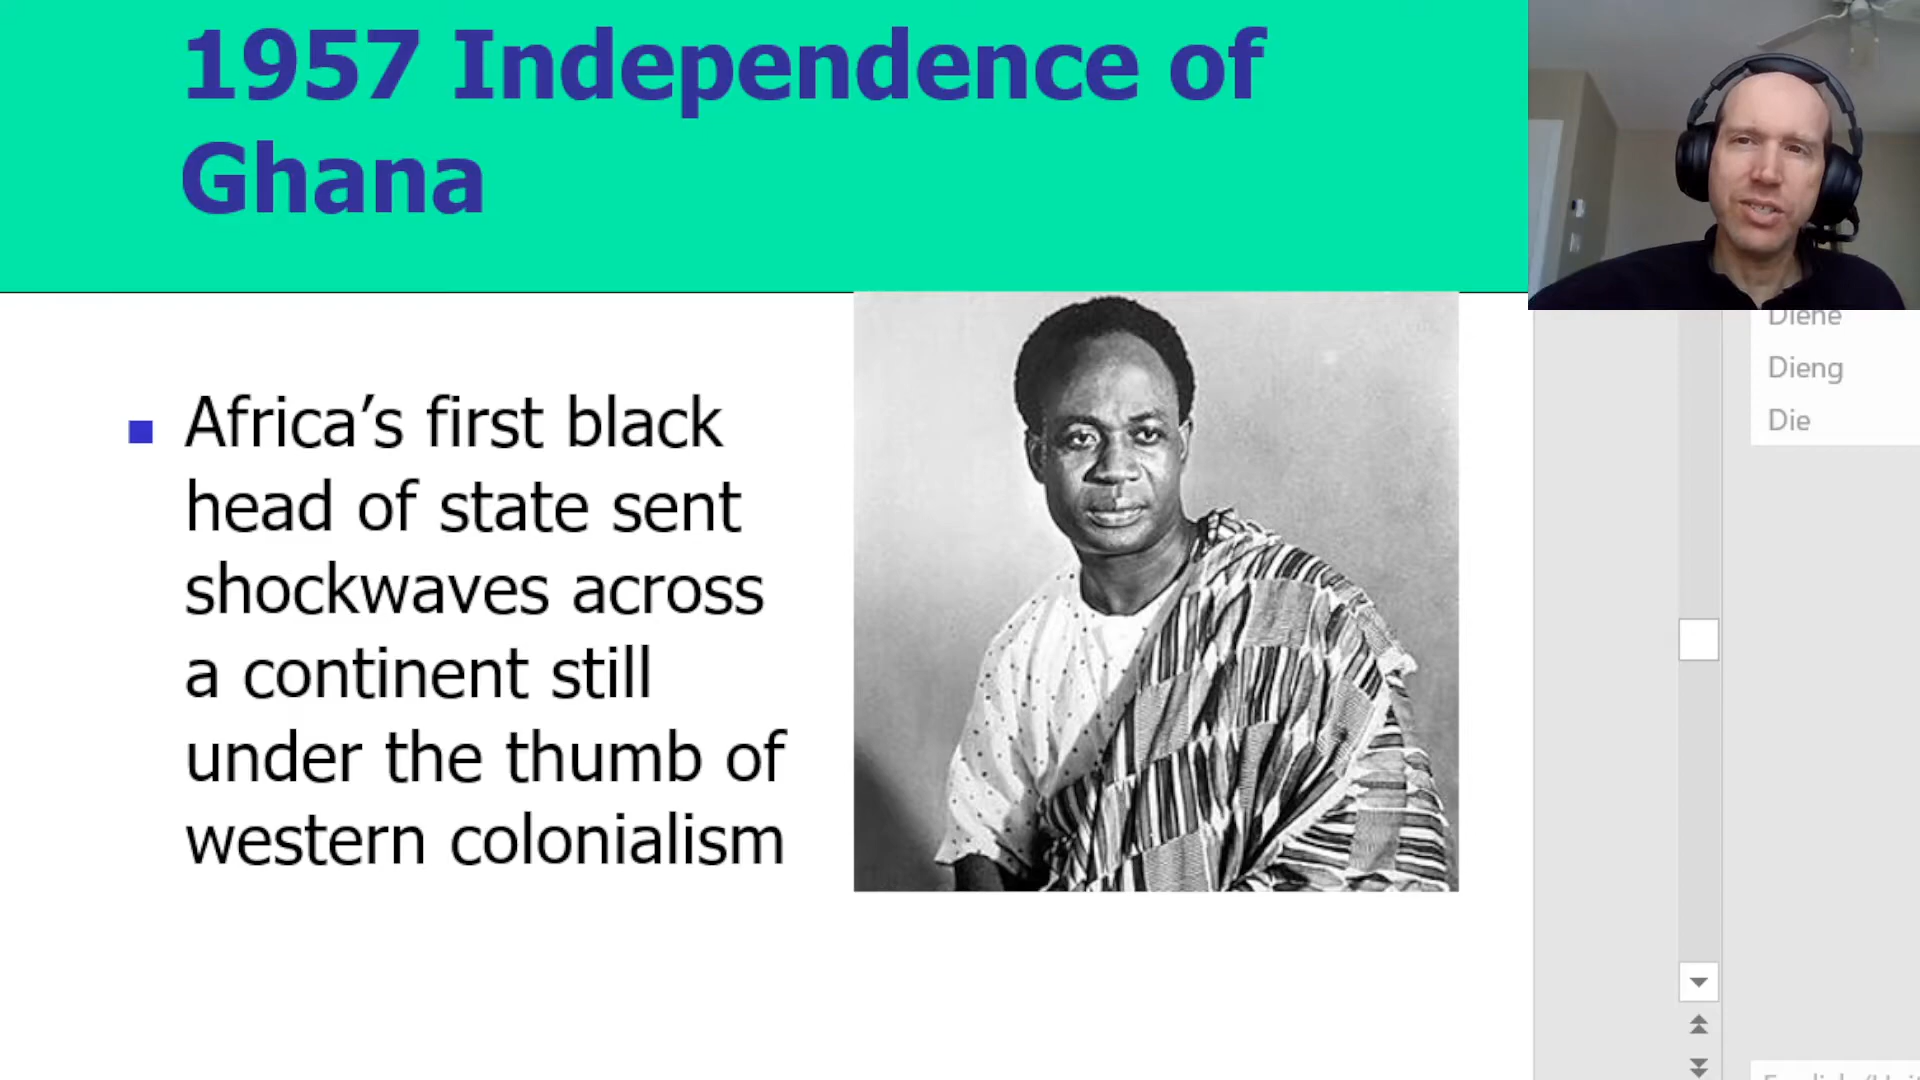 1957 Independence of
Ghana
Africa’s first black
head of state sent
shockwaves across
a continent still
under the thumb of
western colonialism
Diene
Dieng
Die